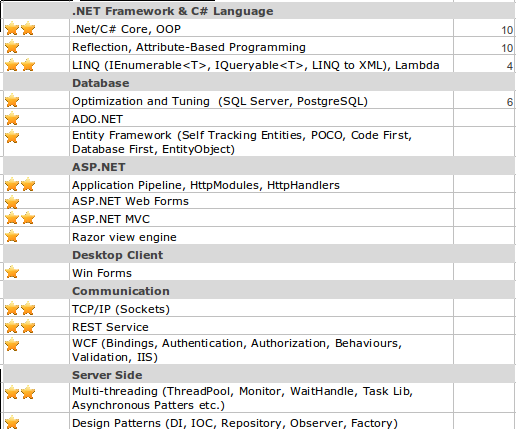 .NET Framework & C# Language
.Net/C# Core, OOP 10
Reflection, Attribute-Based Programming 10
LINQ (IEnumerable<T>, IQueryable<T>, LINQ to XML), Lambda 4
Database
Optimization and Tuning (SQL Server, PostgreSQL) 6
ADO.NET
Entity Framework (Self Tracking Entities, POCO, Code First,
Database First, EntityObject)
ASP.NET
Application Pipeline, HttpModules, HttpHandlers
ASP.NET Web Forms
ASP.NET MVC
Razor view engine
Desktop Client
Win Forms
Communication
TCP/IP (Sockets)
REST Service
WCF (Bindings, Authentication, Authorization, Behaviours,
Validation, IIS)
Server Side
Multi-threading (ThreadPool, Monitor, WaitHandle, Task Lib,
Asynchronous Patters etc.)
Design Patterns (DI, IOC, Repository, Observer, Factory)